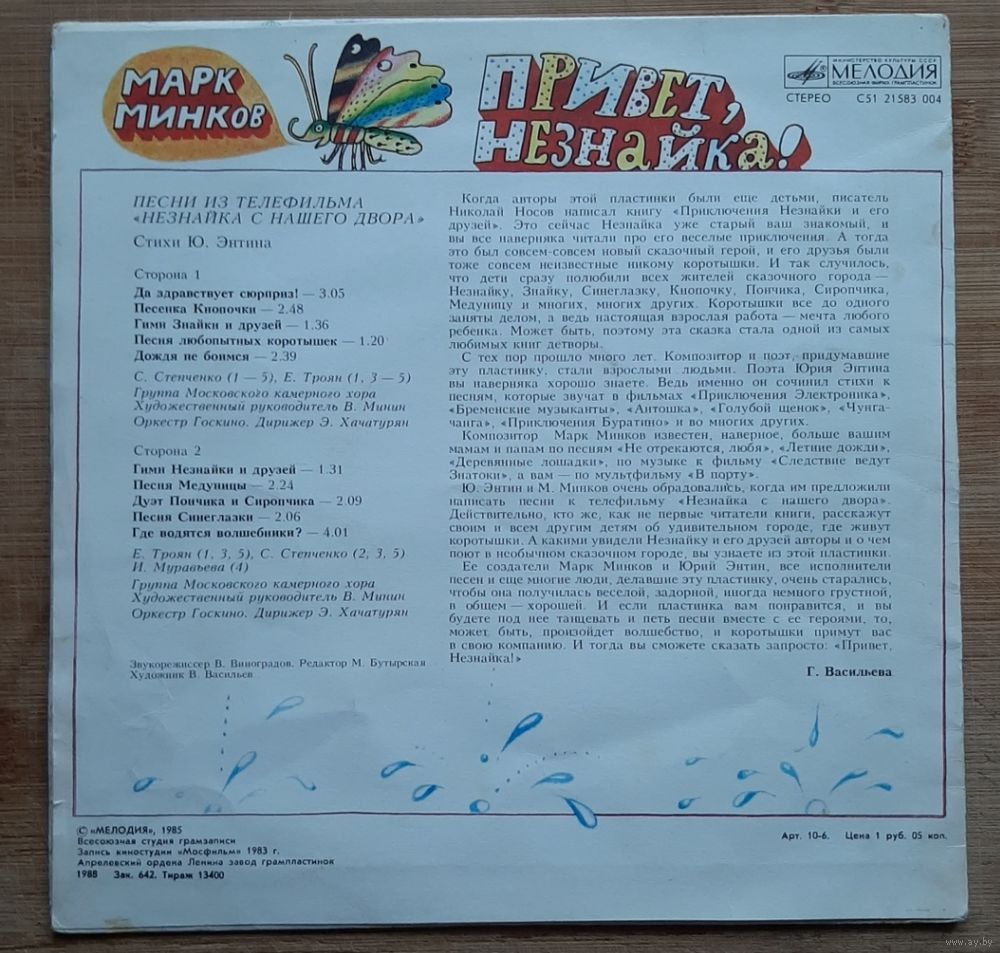 МАРК
МИНКОВ
ПРИВЕТ,
НЕЗНАЙКА!
МИНИСТЕРСТВО КУЛЬТУРЫ СССР
МЕЛОДИЯ
ВСЕСОЮЗНАЯ ФИРМА ГРАМПЛАСТИНОК
СТЕРЕО С51 21583 004
ПЕСНИ ИЗ ТЕЛЕФИЛЬМА
«НЕЗНАЙКА С НАШЕГО ДВОРА»
Стихи Ю. Энтина
Сторона 1
Да здравствует сюрприз! — 3.05
Песенка Кнопочки — 2.48
Гимн Знайки и друзей — 1.36
Песня любопытных коротышек — 1.20
Дождя не боимся — 2.39
С. Степченко (1 — 5), Е. Троян (1, 3 — 5)
Группа Московского камерного хора
Художественный руководитель В. Минин
Оркестр Госкино. Дирижер Э. Хачатурян
Сторона 2
Гимн Незнайки и друзей — 1.31
Песня Медуницы — 2.24
Дуэт Пончика и Сиропчика — 2.09
Песня Синеглазки — 2.06
Где водятся волшебники? — 4.01
Е. Троян (1, 3, 5), С. Степченко (2, 3, 5)
И. Муравьева (4)
Группа Московского камерного хора
Художественный руководитель В. Минин
Оркестр Госкино. Дирижер Э. Хачатурян
Звукорежиссер В. Виноградов. Редактор М. Бутырская
Художник В. Васильев
Когда авторы этой пластинки были еще детьми, писатель
Николай Носов написал книгу «Приключения Незнайки и его
друзей». Это сейчас Незнайка уже старый ваш знакомый, и
вы все наверняка читали про его веселые приключения. А тогда
это был совсем-совсем новый сказочный герой, и его друзья были
тоже совсем неизвестные никому коротышки. И так случилось,
что дети сразу полюбили всех жителей сказочного города —
Незнайку, Знайку, Синеглазку, Кнопочку, Пончика, Сиропчика,
Медуницу и многих, многих других. Коротышки все до одного
заняты делом, а ведь настоящая взрослая работа — мечта любого
ребенка. Может быть, поэтому эта сказка стала одной из самых
любимых книг детворы.
С тех пор прошло много лет. Композитор и поэт, придумавшие
эту пластинку, стали взрослыми людьми. Поэта Юрия Энтина
вы наверняка хорошо знаете. Ведь именно он сочинил стихи к
песням, которые звучат в фильмах «Приключения Электроника»,
«Бременские музыканты», «Антошка», «Голубой щенок», «Чунга-
чанга», «Приключения Буратино» и во многих других.
Композитор Марк Минков известен, наверное, больше вашим
мамам и папам по песням «Не отрекаются, любя», «Летние дожди»,
«Деревянные лошадки», по музыке к фильму «Следствие ведут
Знатоки», а вам — по мультфильму «В порту».
Ю. Энтин и М. Минков очень обрадовались, когда им предложили
написать песни к телефильму «Незнайка с нашего двора».
Действительно, кто же, как не первые читатели книги, расскажут
своим и всем другим детям об удивительном городе, где живут
коротышки. А какими увидели Незнайку и его друзей авторы и о чем
поют в необычном сказочном городе, вы узнаете из этой пластинки.
Ее создатели Марк Минков и Юрий Энтин, все исполнители
песен и еще многие люди, делавшие эту пластинку, очень старались,
чтобы она получилась веселой, задорной, иногда немного грустной,
в общем — хорошей. И если пластинка вам понравится, и вы
будете под нее танцевать и петь песни вместе с ее героями, то,
может быть, произойдет волшебство, и коротышки примут вас
в свою компанию. И тогда вы сможете сказать запросто: «Привет,
Незнайка!»
Г. Васильева
© «МЕЛОДИЯ», 1985
Всесоюзная студия грамзаписи
Запись киностудии «Мосфильм» 1983 г.
Апрелевский ордена Ленина завод грампластинок
1988 Зак. 642. Тираж 13400
Арт. 10-6. Цена 1 руб. 05 коп.
www.ay.by